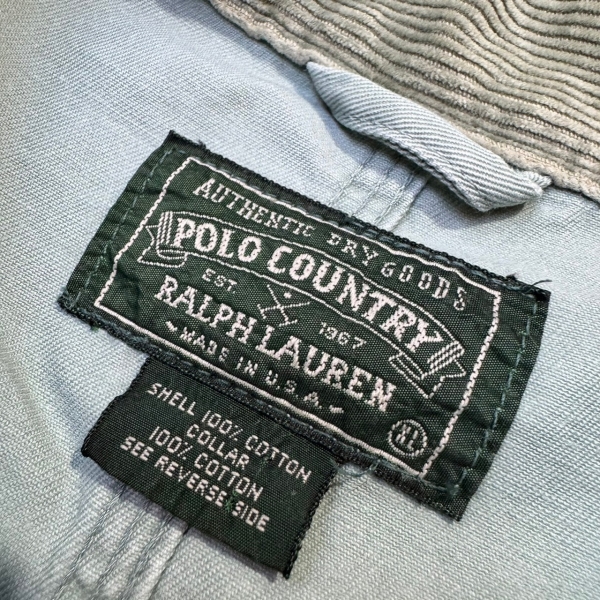 AUTHENTIC DRY GOODS
POLO COUNTRY
EST. 1967
RALPH LAUREN
MADE IN U.S.A.
RL
SHELL 100% COTTON
COLLAR
100% COTTON
SEE REVERSE SIDE